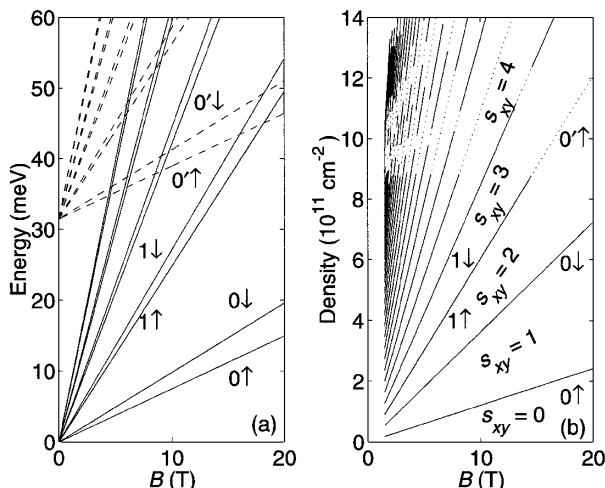 60
50
40
30
20
10
0
Energy (meV)
0'↓
0'↑
1↓
1↑
0↓
0↑
(a)
0
10
20
B (T)
14
12
10
8
6
4
2
0
Density (10¹¹ cm⁻²)
s_xy = 4
0'↑
s_xy = 3
1↓
s_xy = 2
0↓
1↑
s_xy = 1
0↑
s_xy = 0
(b)
0
10
20
B (T)